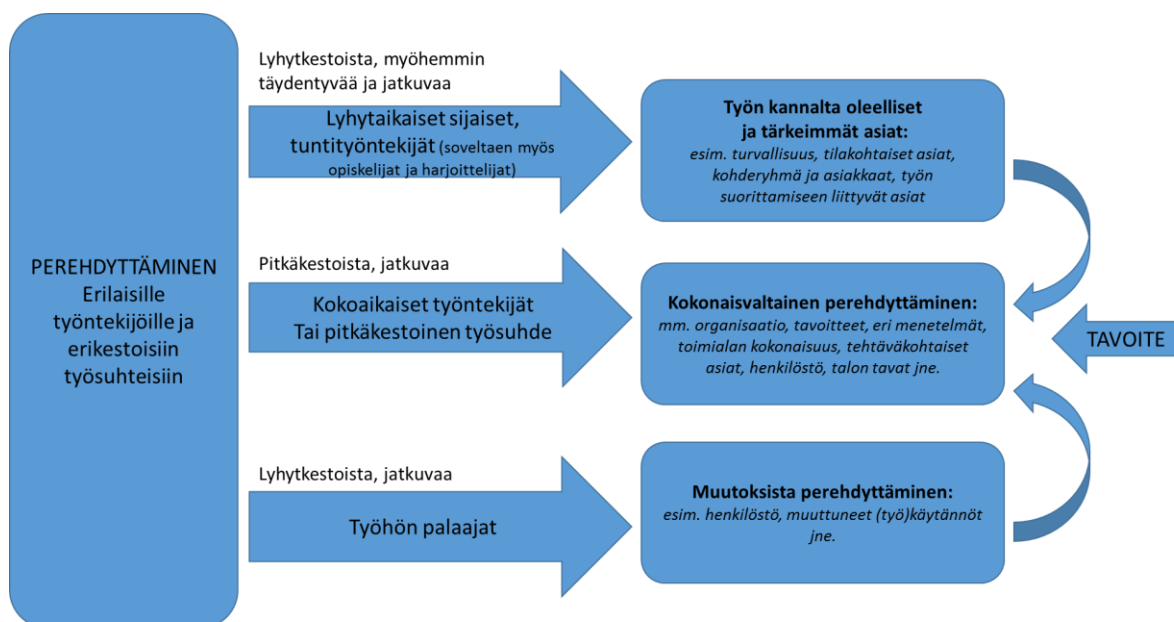 PEREHDYTTÄMINEN
Erilaisille
työntekijöille ja
erikestoisiin
työsuhteisiin
Lyhytkestoista, myöhemmin
täydentyvää ja jatkuvaa
Lyhytaikaiset sijaiset,
tuntityöntekijät (soveltaen myös
opiskelijat ja harjoittelijat)
Työn kannalta oleelliset
ja tärkeimmät asiat:
esim. turvallisuus, tilakohtaiset asiat,
kohderyhmä ja asiakkaat, työn
suorittamiseen liittyvät asiat
Pitkäkestoista, jatkuvaa
Kokoaikaiset työntekijät
Tai pitkäkestoinen työsuhde
Kokonaisvaltainen perehdyttäminen:
mm. organisaatio, tavoitteet, eri menetelmät,
toimialan kokonaisuus, tehtäväkohtaiset
asiat, henkilöstö, talon tavat jne.
TAVOITE
Lyhytkestoista, jatkuvaa
Työhön palaajat
Muutoksista perehdyttäminen:
esim. henkilöstö, muuttuneet (työ)käytännöt
jne.